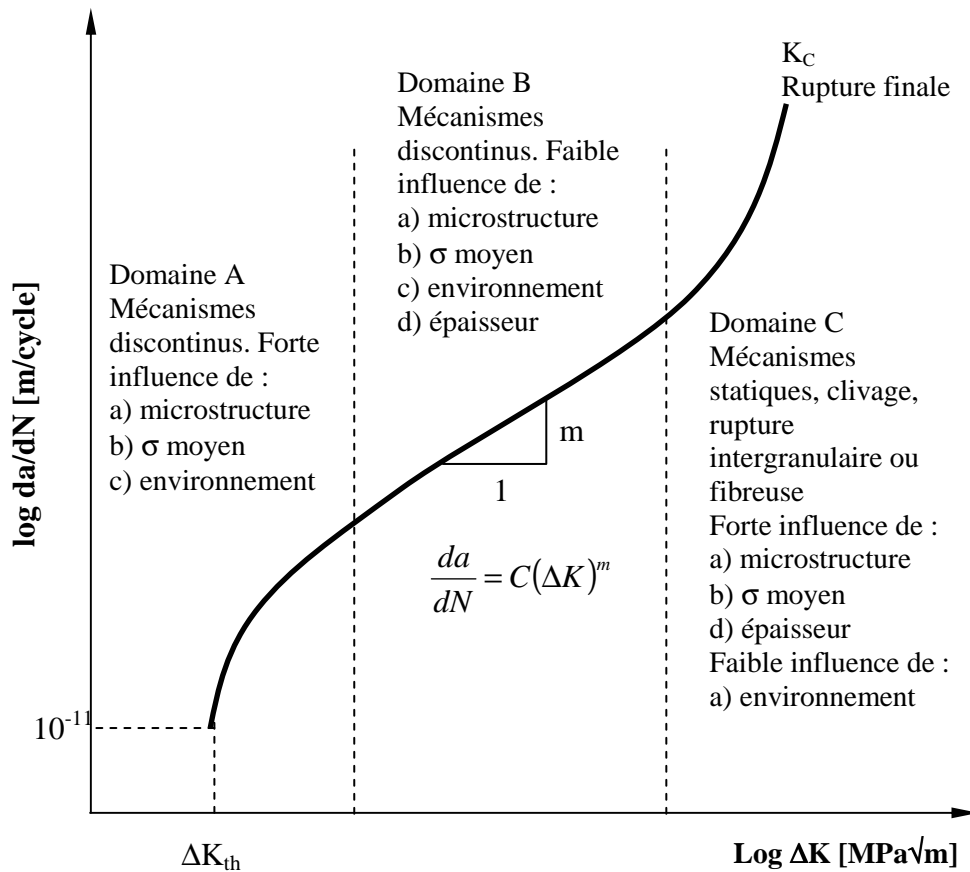 K_C
Rupture finale
Domaine B
Mécanismes
discontinus. Faible
influence de :
a) microstructure
b) σ moyen
c) environnement
d) épaisseur
Domaine A
Mécanismes
discontinus. Forte
influence de :
a) microstructure
b) σ moyen
c) environnement
Domaine C
Mécanismes
statiques, clivage,
rupture
intergranulaire ou
fibreuse
Forte influence de :
a) microstructure
b) σ moyen
d) épaisseur
Faible influence de :
a) environnement
m
1
da/dN = C(ΔK)^m
log da/dN [m/cycle]
10^-11
ΔK_th
Log ΔK [MPa√m]